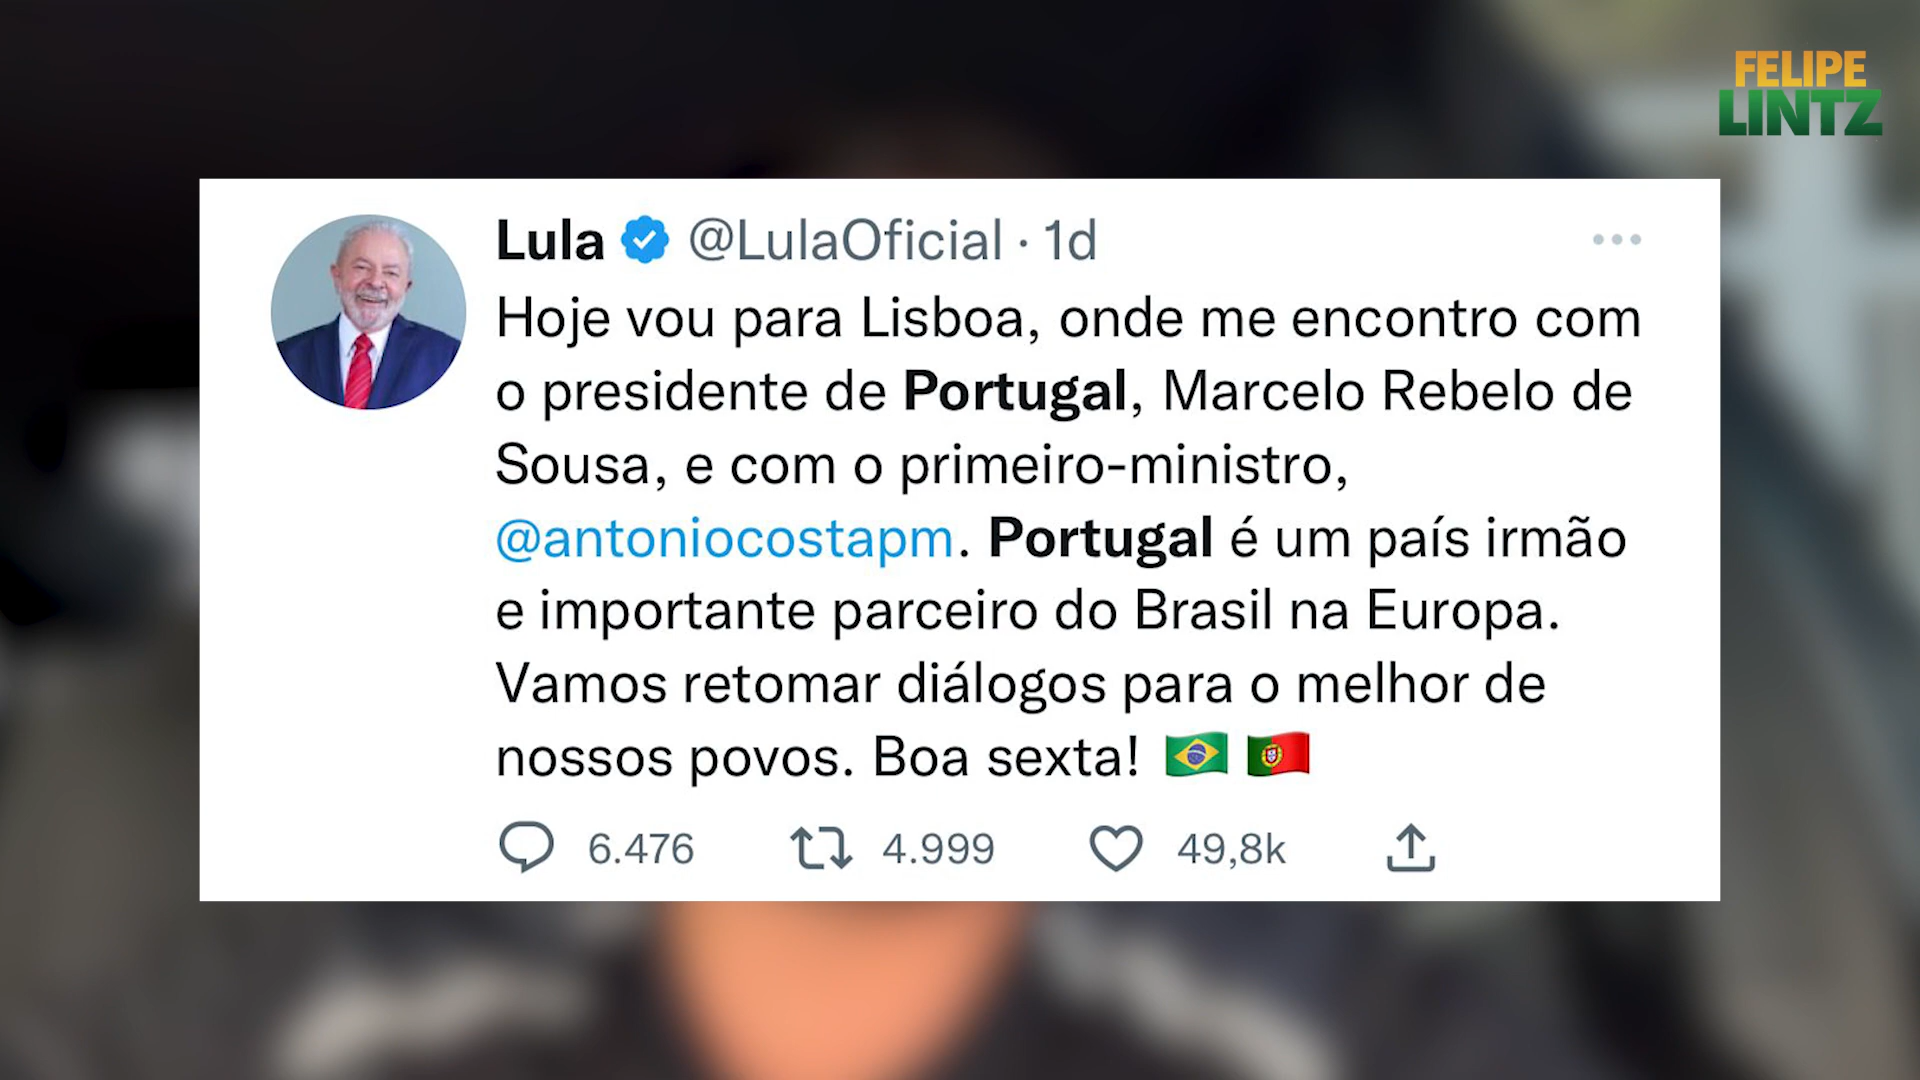 FELIPE
LINTZ
Lula @LulaOficial · 1d
Hoje vou para Lisboa, onde me encontro com
o presidente de Portugal, Marcelo Rebelo de
Sousa, e com o primeiro-ministro,
@antoniocostapm. Portugal é um país irmão
e importante parceiro do Brasil na Europa.
Vamos retomar diálogos para o melhor de
nossos povos. Boa sexta! 🇧🇷 🇵🇹
6.476 4.999 49,8k